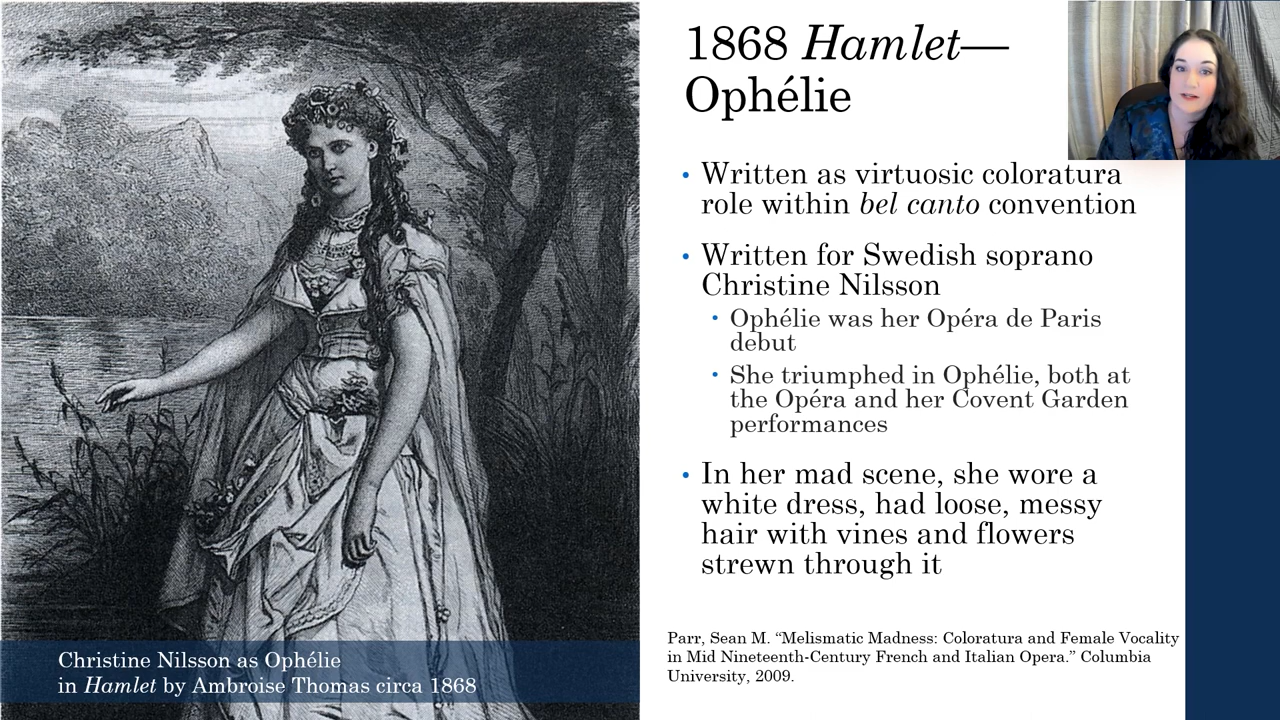 1868 Hamlet—
Ophélie
• Written as virtuosic coloratura
role within bel canto convention
• Written for Swedish soprano
Christine Nilsson
• Ophélie was her Opéra de Paris
debut
• She triumphed in Ophélie, both at
the Opéra and her Covent Garden
performances
• In her mad scene, she wore a
white dress, had loose, messy
hair with vines and flowers
strewn through it
Parr, Sean M. “Melismatic Madness: Coloratura and Female Vocality
in Mid Nineteenth-Century French and Italian Opera.” Columbia
University, 2009.
Christine Nilsson as Ophélie
in Hamlet by Ambroise Thomas circa 1868